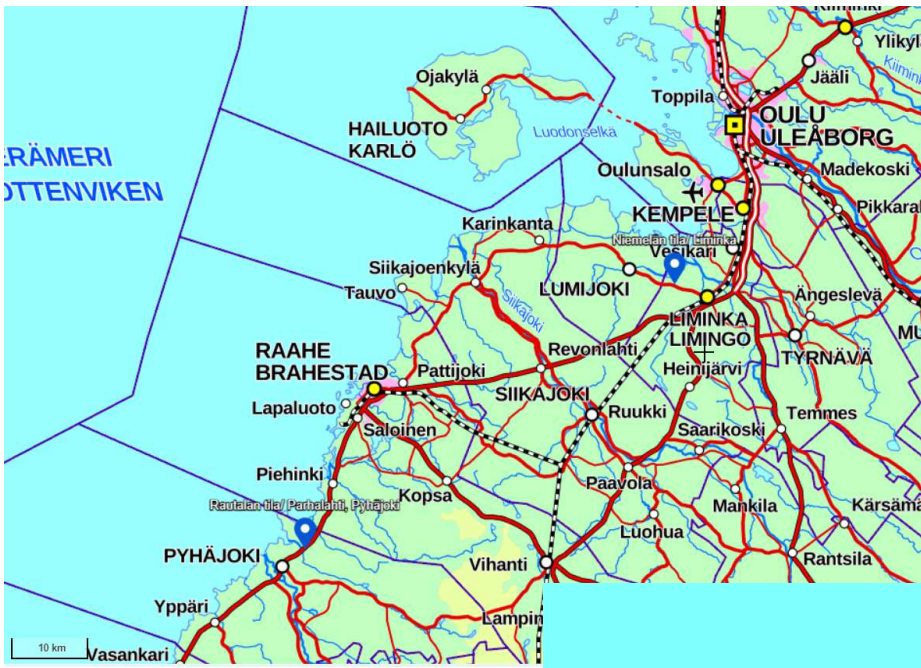 Kiiminki
Ylikylä
Kiimink
Jääli
Ojakylä
Toppila
OULU
ULEÅBORG
HAILUOTO
KARLÖ
Luodonselkä
ERÄMERI
OTTENVIKEN
Oulunsalo
Madekoski
KEMPELE
Pikkaral
Karinkanta
Niemelän tila/ Liminka
Vesikari
Siikajoenkylä
LUMIJOKI
Tauvo
Siikajoki
Ängeslevä
LIMINKA
LIMINGO
MU
TYRNÄVÄ
RAAHE
BRAHESTAD
Revonlahti
Pattijoki
Heinijärvi
SIIKAJOKI
Lapaluoto
Ruukki
Temmes
Saloinen
Saarikoski
Piehinki
Kopsa
Paavola
Mankila
Kärsämä
Rautalan tila/ Parhalahti, Pyhäjoki
Luohua
PYHÄJOKI
Vihanti
Rantsila
Yppäri
Lampin
10 km
Vasankari